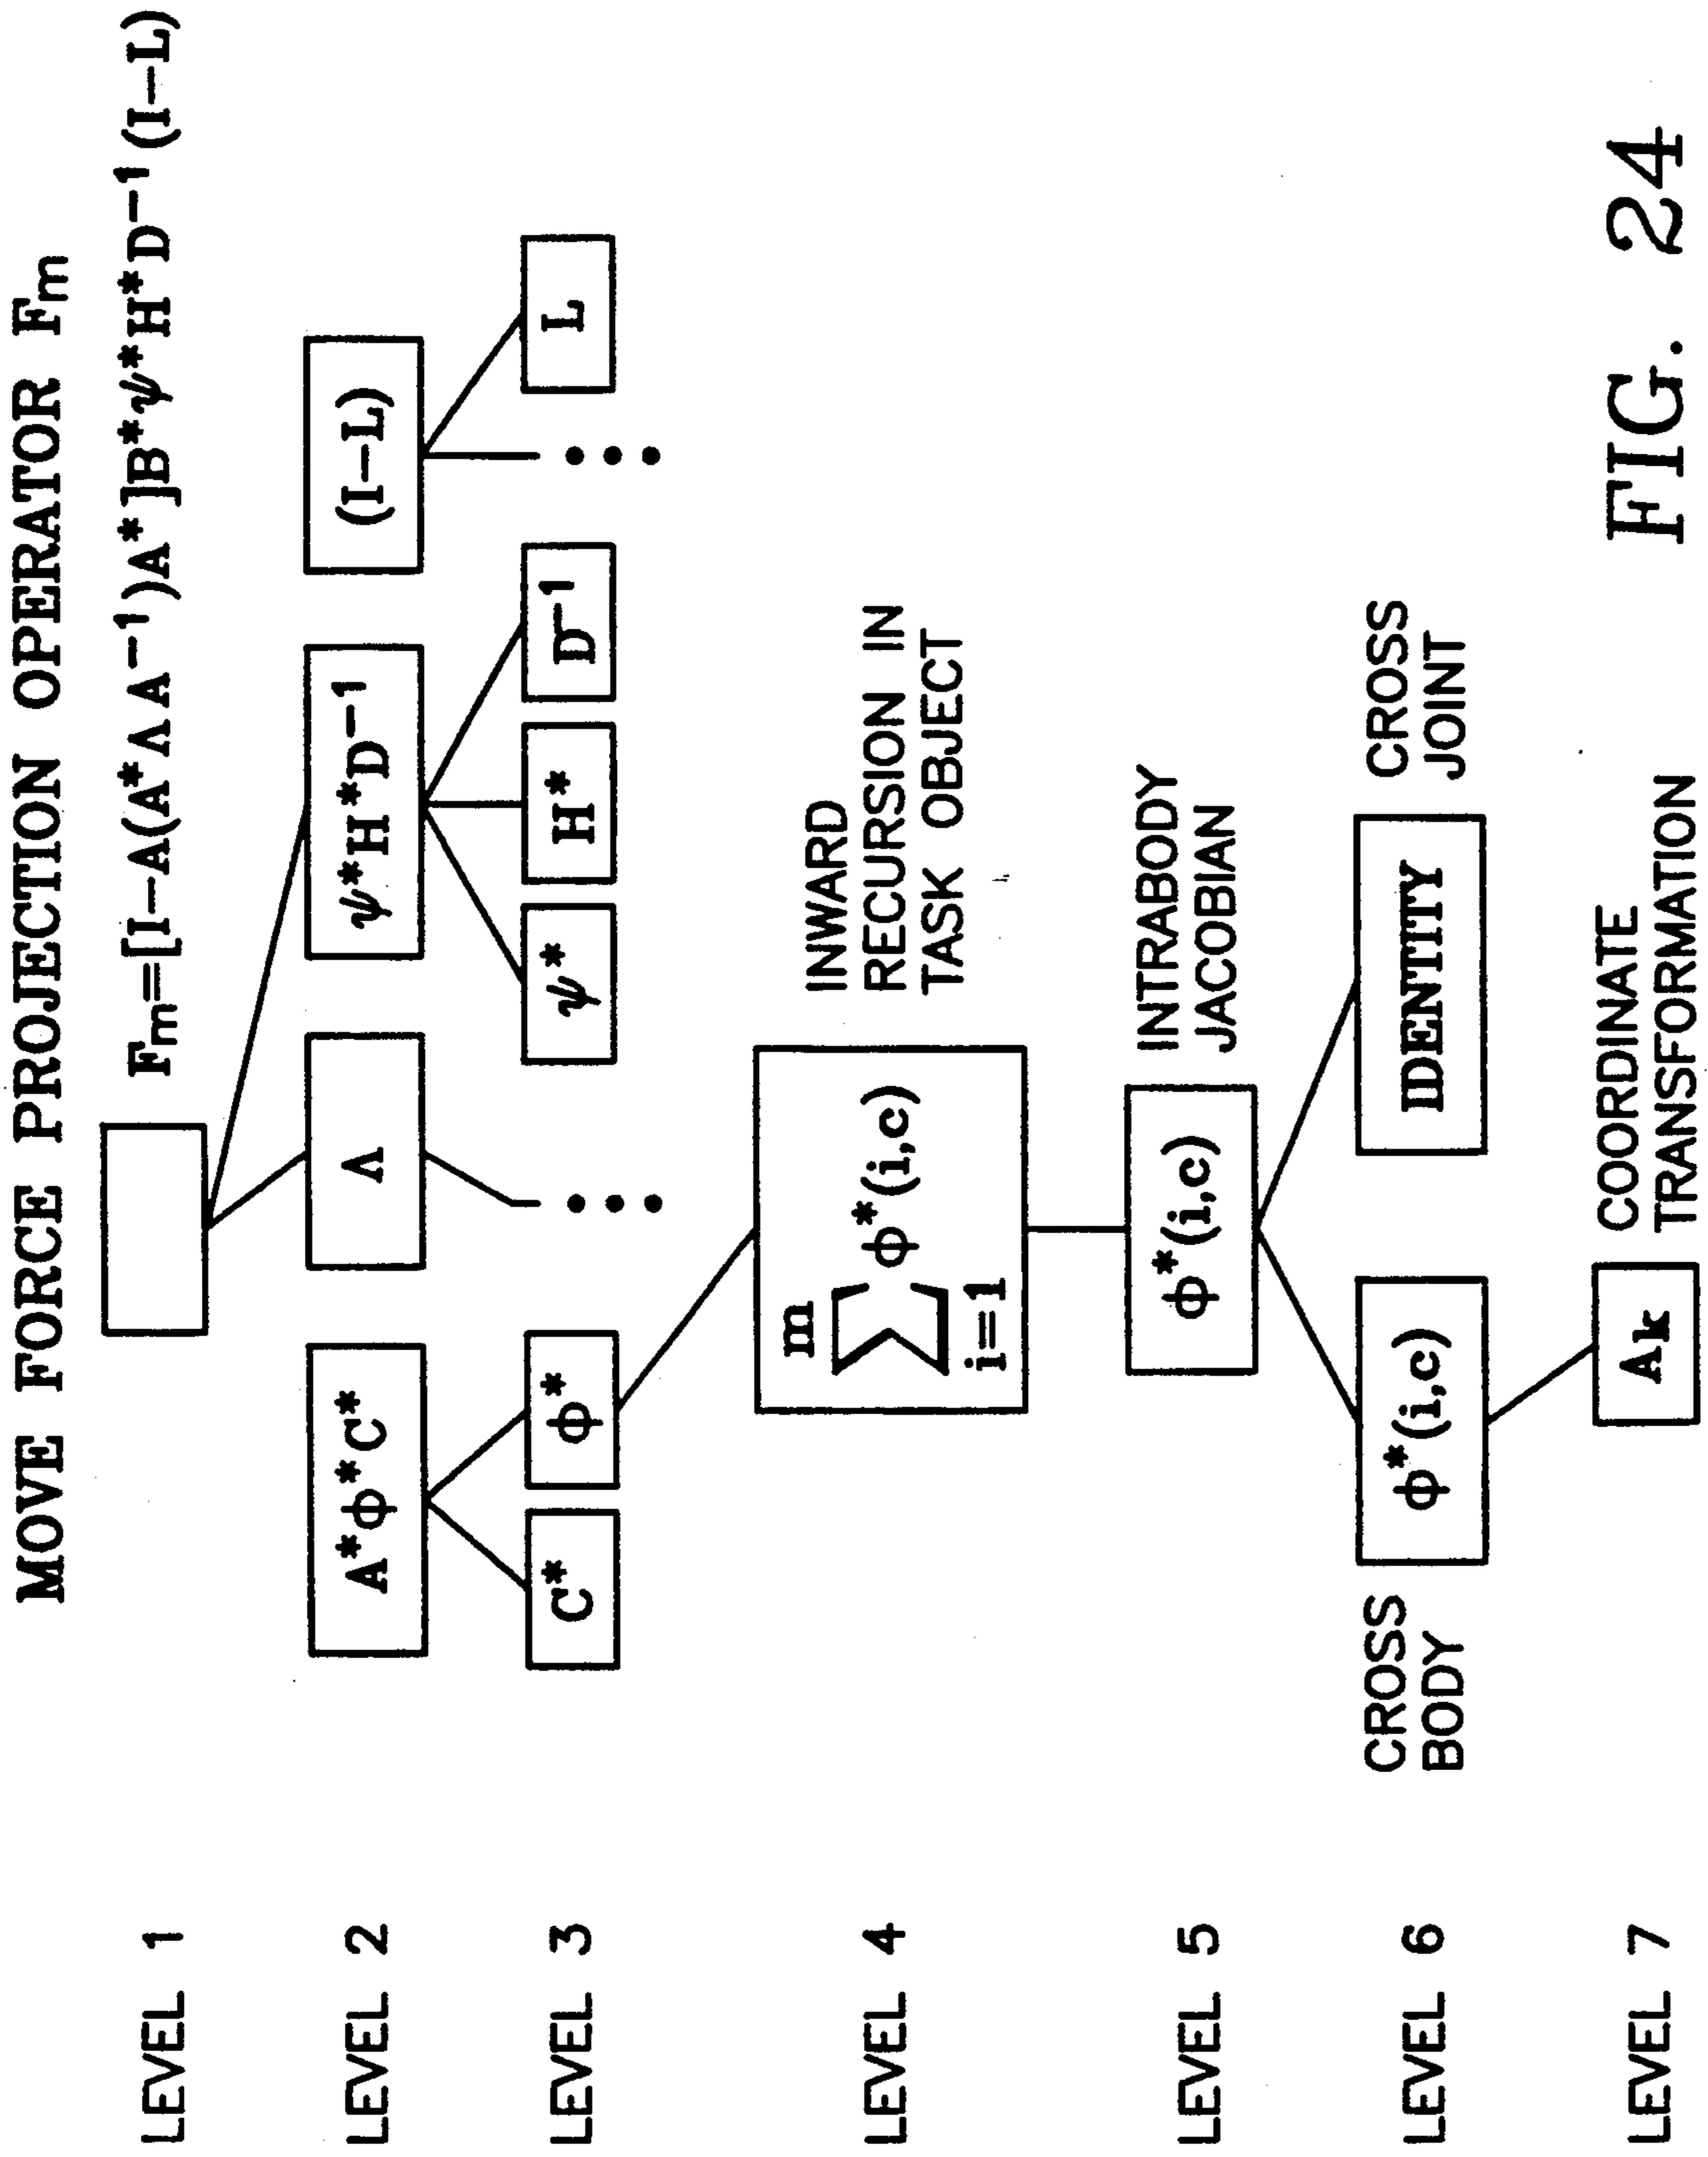 MOVE FORCE PROJECTION OPERATOR Fm
Fm=[I−A(A*ΛA⁻¹)A*]B*ψ*H*D⁻¹(I−L)
LEVEL 1
LEVEL 2
A*ϕ*C*
Λ
ψ*H*D⁻¹
(I−L)
LEVEL 3
C*
ϕ*
ψ*
H*
D⁻¹
L
LEVEL 4
m
∑ ϕ*(i,c)
i=1
INWARD
RECURSION IN
TASK OBJECT
LEVEL 5
ϕ*(i,c)
INTRABODY
JACOBIAN
LEVEL 6
CROSS
BODY
ϕ*(i,c)
IDENTITY
CROSS
JOINT
LEVEL 7
Ak
COORDINATE
TRANSFORMATION
FIG. 24